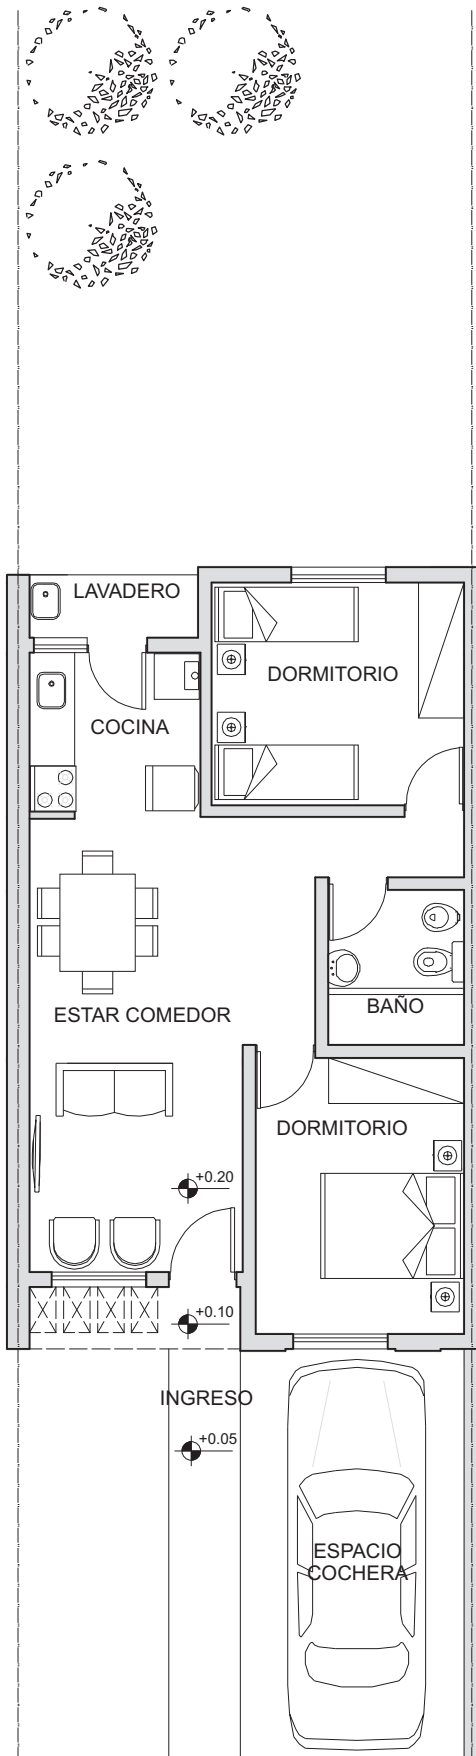 LAVADERO
DORMITORIO
COCINA
BAÑO
ESTAR COMEDOR
DORMITORIO
+0.20
+0.10
INGRESO
+0.05
ESPACIO
COCHERA